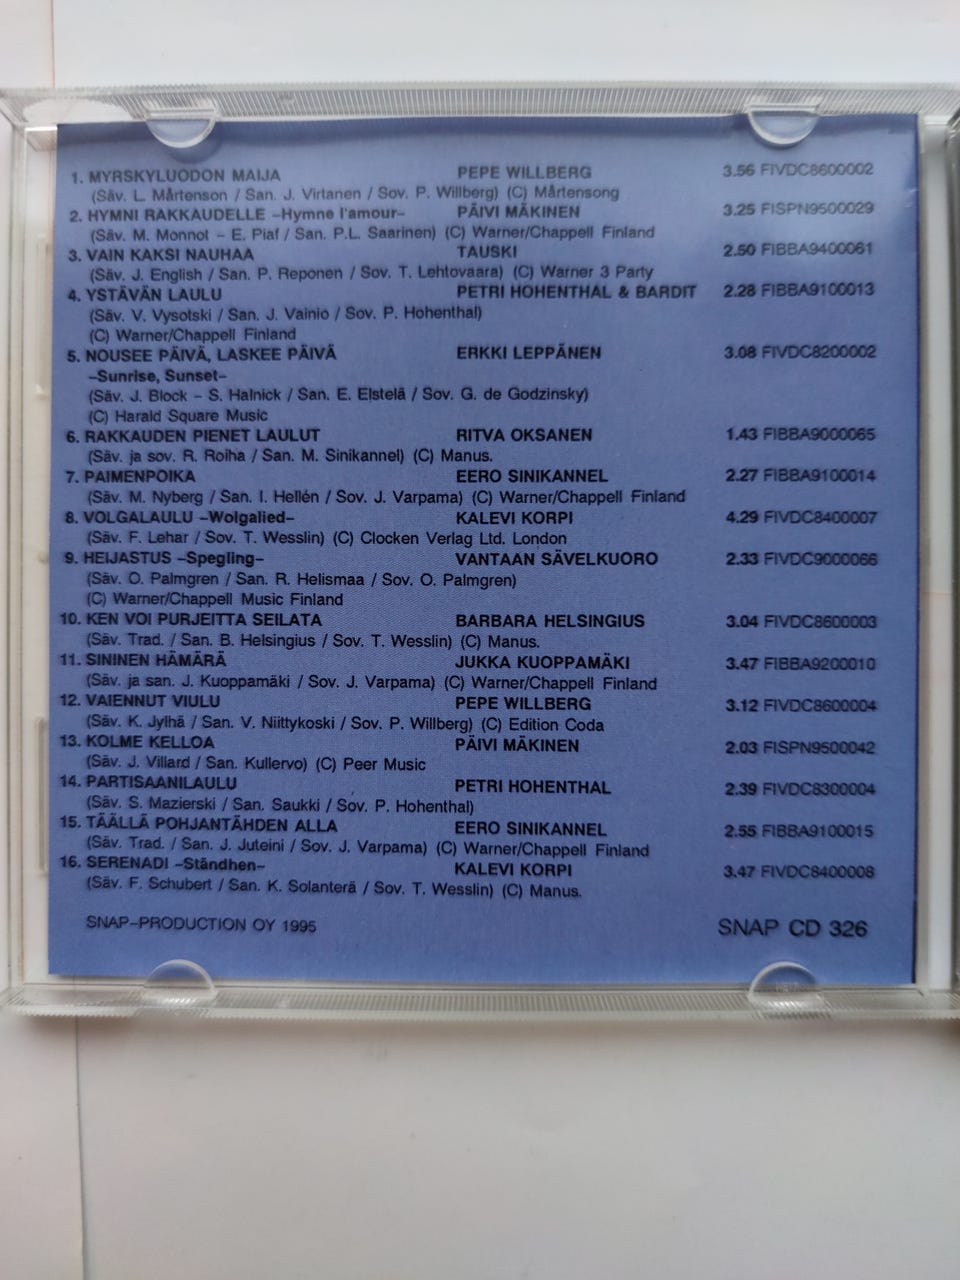 1. MYRSKYLUODON MAIJA PEPE WILLBERG 3.56 FIVDC8600002
(Säv. L. Mårtenson / San. J. Virtanen / Sov. P. Willberg) (C) Mårtensong
2. HYMNI RAKKAUDELLE –Hymne l'amour– PÄIVI MÄKINEN 3.25 FISPN9500029
(Säv. M. Monnot – E. Piaf / San. P.L. Saarinen) (C) Warner/Chappell Finland
3. VAIN KAKSI NAUHAA TAUSKI 2.50 FIBBA9400061
(Säv. J. English / San. P. Reponen / Sov. T. Lehtovaara) (C) Warner 3 Party
4. YSTÄVÄN LAULU PETRI HOHENTHAL & BARDIT 2.28 FIBBA9100013
(Säv. V. Vysotski / San. J. Vainio / Sov. P. Hohenthal)
(C) Warner/Chappell Finland
5. NOUSEE PÄIVÄ, LASKEE PÄIVÄ ERKKI LEPPÄNEN 3.08 FIVDC8200002
–Sunrise, Sunset–
(Säv. J. Block – S. Halnick / San. E. Elstelä / Sov. G. de Godzinsky)
(C) Harald Square Music
6. RAKKAUDEN PIENET LAULUT RITVA OKSANEN 1.43 FIBBA9000065
(Säv. ja sov. R. Roiha / San. M. Sinikannel) (C) Manus.
7. PAIMENPOIKA EERO SINIKANNEL 2.27 FIBBA9100014
(Säv. M. Nyberg / San. I. Hellén / Sov. J. Varpama) (C) Warner/Chappell Finland
8. VOLGALAULU –Wolgalied– KALEVI KORPI 4.29 FIVDC8400007
(Säv. F. Lehar / Sov. T. Wesslin) (C) Clocken Verlag Ltd. London
9. HEIJASTUS –Spegling– VANTAAN SÄVELKUORO 2.33 FIVDC9000066
(Säv. O. Palmgren / San. R. Helismaa / Sov. O. Palmgren)
(C) Warner/Chappell Music Finland
10. KEN VOI PURJEITTA SEILATA BARBARA HELSINGIUS 3.04 FIVDC8600003
(Säv. Trad. / San. B. Helsingius / Sov. T. Wesslin) (C) Manus.
11. SININEN HÄMÄRÄ JUKKA KUOPPAMÄKI 3.47 FIBBA9200010
(Säv. ja san. J. Kuoppamäki / Sov. J. Varpama) (C) Warner/Chappell Finland
12. VAIENNUT VIULU PEPE WILLBERG 3.12 FIVDC8600004
(Säv. K. Jylhä / San. V. Niittykoski / Sov. P. Willberg) (C) Edition Coda
13. KOLME KELLOA PÄIVI MÄKINEN 2.03 FISPN9500042
(Säv. J. Villard / San. Kullervo) (C) Peer Music
14. PARTISAANILAULU PETRI HOHENTHAL 2.39 FIVDC8300004
(Säv. S. Mazierski / San. Saukki / Sov. P. Hohenthal)
15. TÄÄLLÄ POHJANTÄHDEN ALLA EERO SINIKANNEL 2.55 FIBBA9100015
(Säv. Trad. / San. J. Juteini / Sov. J. Varpama) (C) Warner/Chappell Finland
16. SERENADI –Ständhen– KALEVI KORPI 3.47 FIVDC8400008
(Säv. F. Schubert / San. K. Solanterä / Sov. T. Wesslin) (C) Manus.
SNAP–PRODUCTION OY 1995 SNAP CD 326